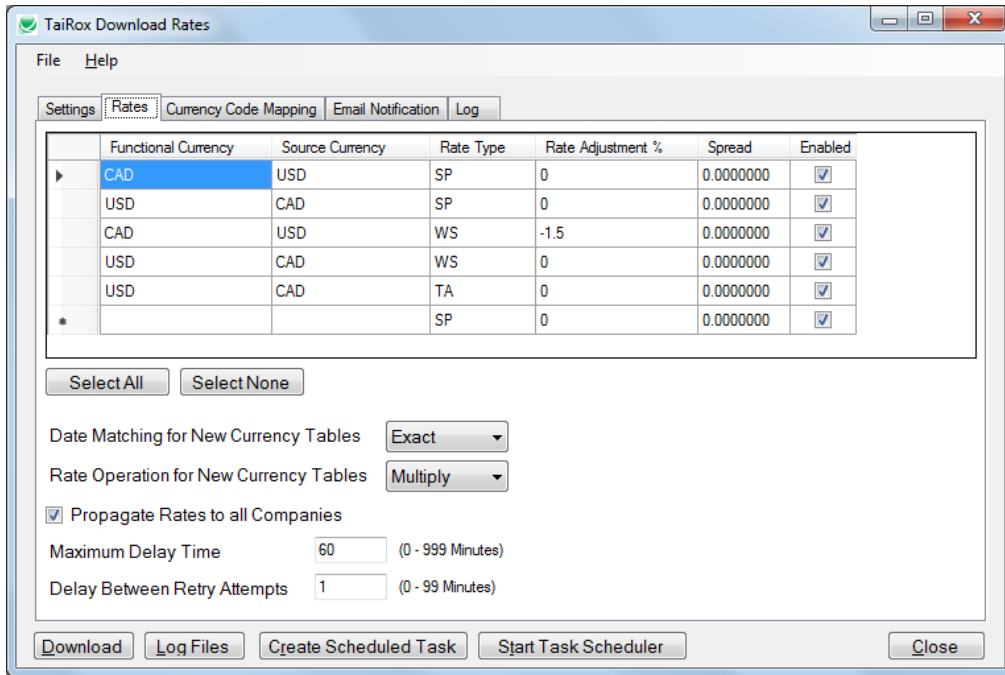 TaiRox Download Rates
File Help
Settings Rates Currency Code Mapping Email Notification Log
Functional Currency Source Currency Rate Type Rate Adjustment % Spread Enabled
CAD USD SP 0 0.0000000
USD CAD SP 0 0.0000000
CAD USD WS -1.5 0.0000000
USD CAD WS 0 0.0000000
USD CAD TA 0 0.0000000
* SP 0 0.0000000
Select All Select None
Date Matching for New Currency Tables Exact
Rate Operation for New Currency Tables Multiply
Propagate Rates to all Companies
Maximum Delay Time 60 (0 - 999 Minutes)
Delay Between Retry Attempts 1 (0 - 99 Minutes)
Download Log Files Create Scheduled Task Start Task Scheduler Close